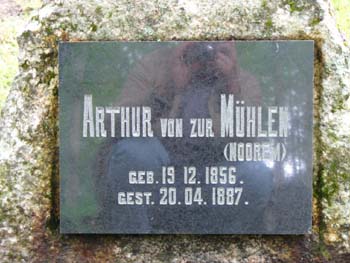 ARTHUR VON ZUR MÜHLEN
(NOOREM)
GEB. 19 12. 1856.
GEST. 20. 04. 1887.